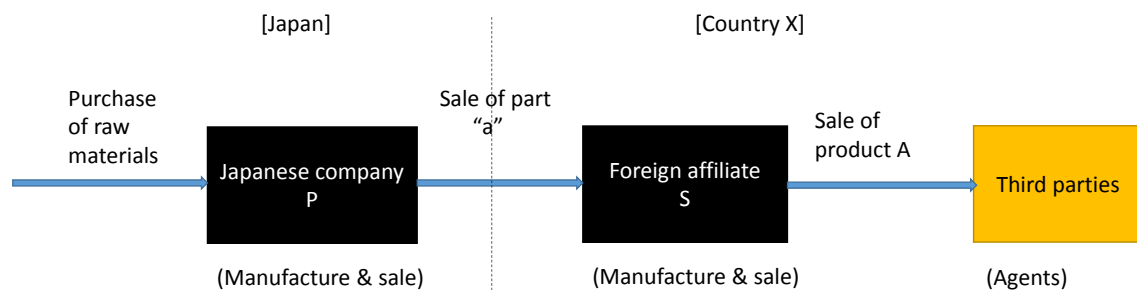 [Japan]
[Country X]
Purchase
of raw
materials
Sale of part
“a”
Sale of
product A
Japanese company
P
Foreign affiliate
S
Third parties
(Manufacture & sale)
(Manufacture & sale)
(Agents)